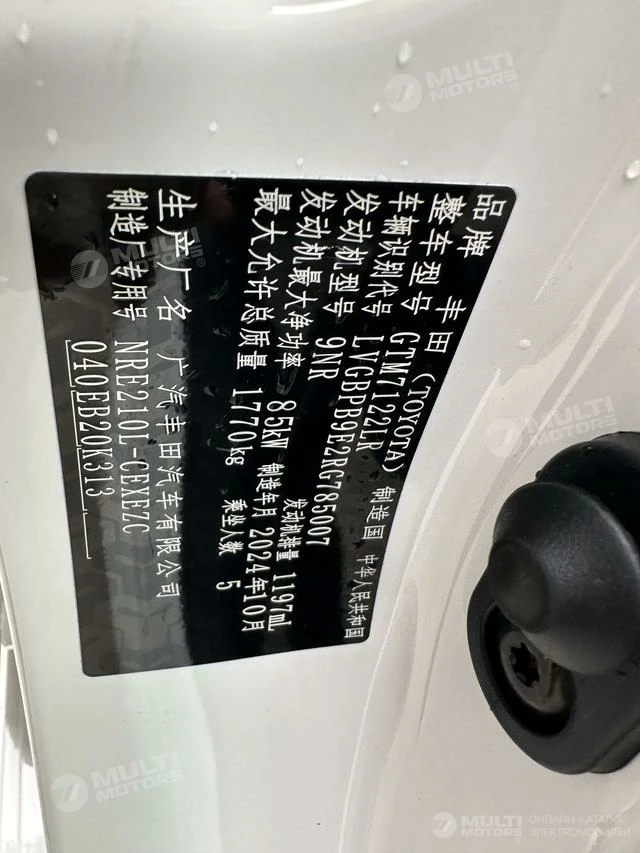 品牌 丰田 (TOYOTA) 制造国 中华人民共和国
整车型号 GTM7122LR
车辆识别代号 LVGBPB9E2RG785007
发动机型号 9NR 发动机排量 1197mL
发动机最大净功率 85kW 制造年月 2024年10月
最大允许总质量 1770kg 乘坐人数 5
生产厂名 广汽丰田汽车有限公司
制造厂专用号 NRE210L-CEXEZC
040EB20K313
MULTI
MOTORS
MULTI
MOTORS
MULTI
MOTORS
MULTI
MOTORS
MULTI
MOTORS
ОНЛАЙН-КАТАЛОГ
ЭЛЕКТРОМОБИЛЕЙ